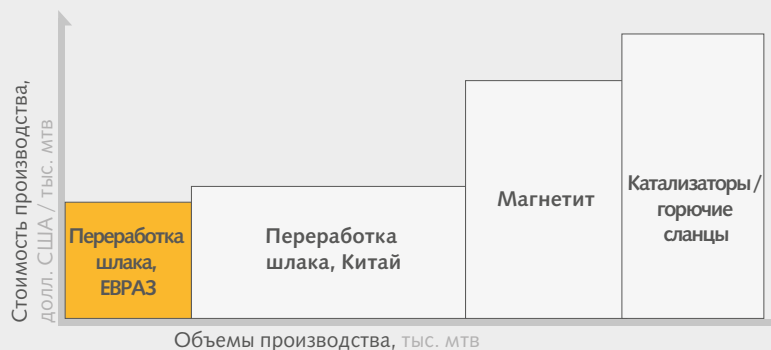 Стоимость производства,
долл. США / тыс. мтв
Переработка
шлака,
ЕВРАЗ
Переработка
шлака, Китай
Магнетит
Катализаторы /
горючие
сланцы
Объемы производства, тыс. мтв